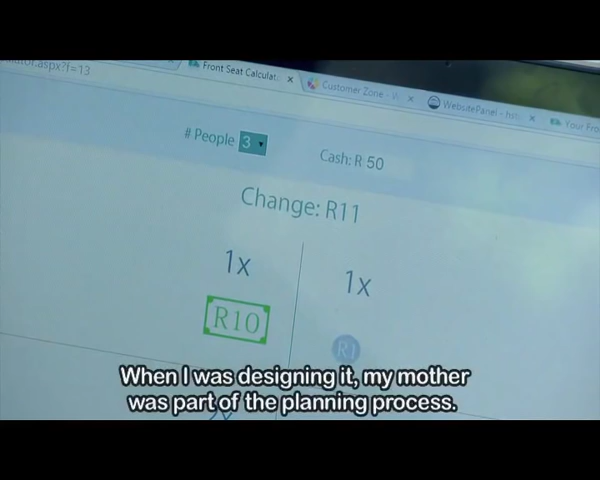 ator.aspx?f=13
Front Seat Calculat × Customer Zone - × WebsitePanel - × Your Fro
# People 3 Cash: R 50
Change: R11
1x 1x
R10 R1
2x
When I was designing it, my mother
was part of the planning process.